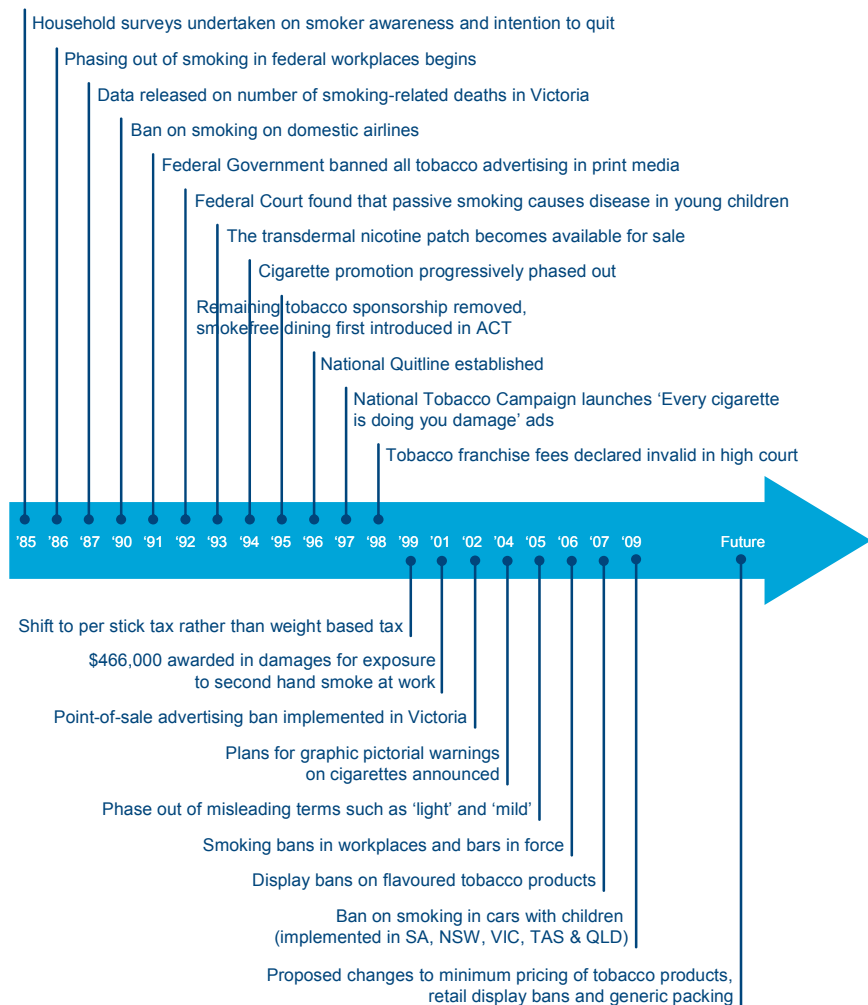 Household surveys undertaken on smoker awareness and intention to quit
Phasing out of smoking in federal workplaces begins
Data released on number of smoking-related deaths in Victoria
Ban on smoking on domestic airlines
Federal Government banned all tobacco advertising in print media
Federal Court found that passive smoking causes disease in young children
The transdermal nicotine patch becomes available for sale
Cigarette promotion progressively phased out
Remaining tobacco sponsorship removed,
smokefree dining first introduced in ACT
National Quitline established
National Tobacco Campaign launches ‘Every cigarette
is doing you damage’ ads
Tobacco franchise fees declared invalid in high court
’85 ’86 ’87 ’90 ’91 ’92 ’93 ’94 ’95 ‘96 ‘97 ‘98 ‘99 ‘01 ‘02 ‘04 ‘05 ‘06 ‘07 ‘09 Future
Shift to per stick tax rather than weight based tax
$466,000 awarded in damages for exposure
to second hand smoke at work
Point-of-sale advertising ban implemented in Victoria
Plans for graphic pictorial warnings
on cigarettes announced
Phase out of misleading terms such as ‘light’ and ‘mild’
Smoking bans in workplaces and bars in force
Display bans on flavoured tobacco products
Ban on smoking in cars with children
(implemented in SA, NSW, VIC, TAS & QLD)
Proposed changes to minimum pricing of tobacco products,
retail display bans and generic packing